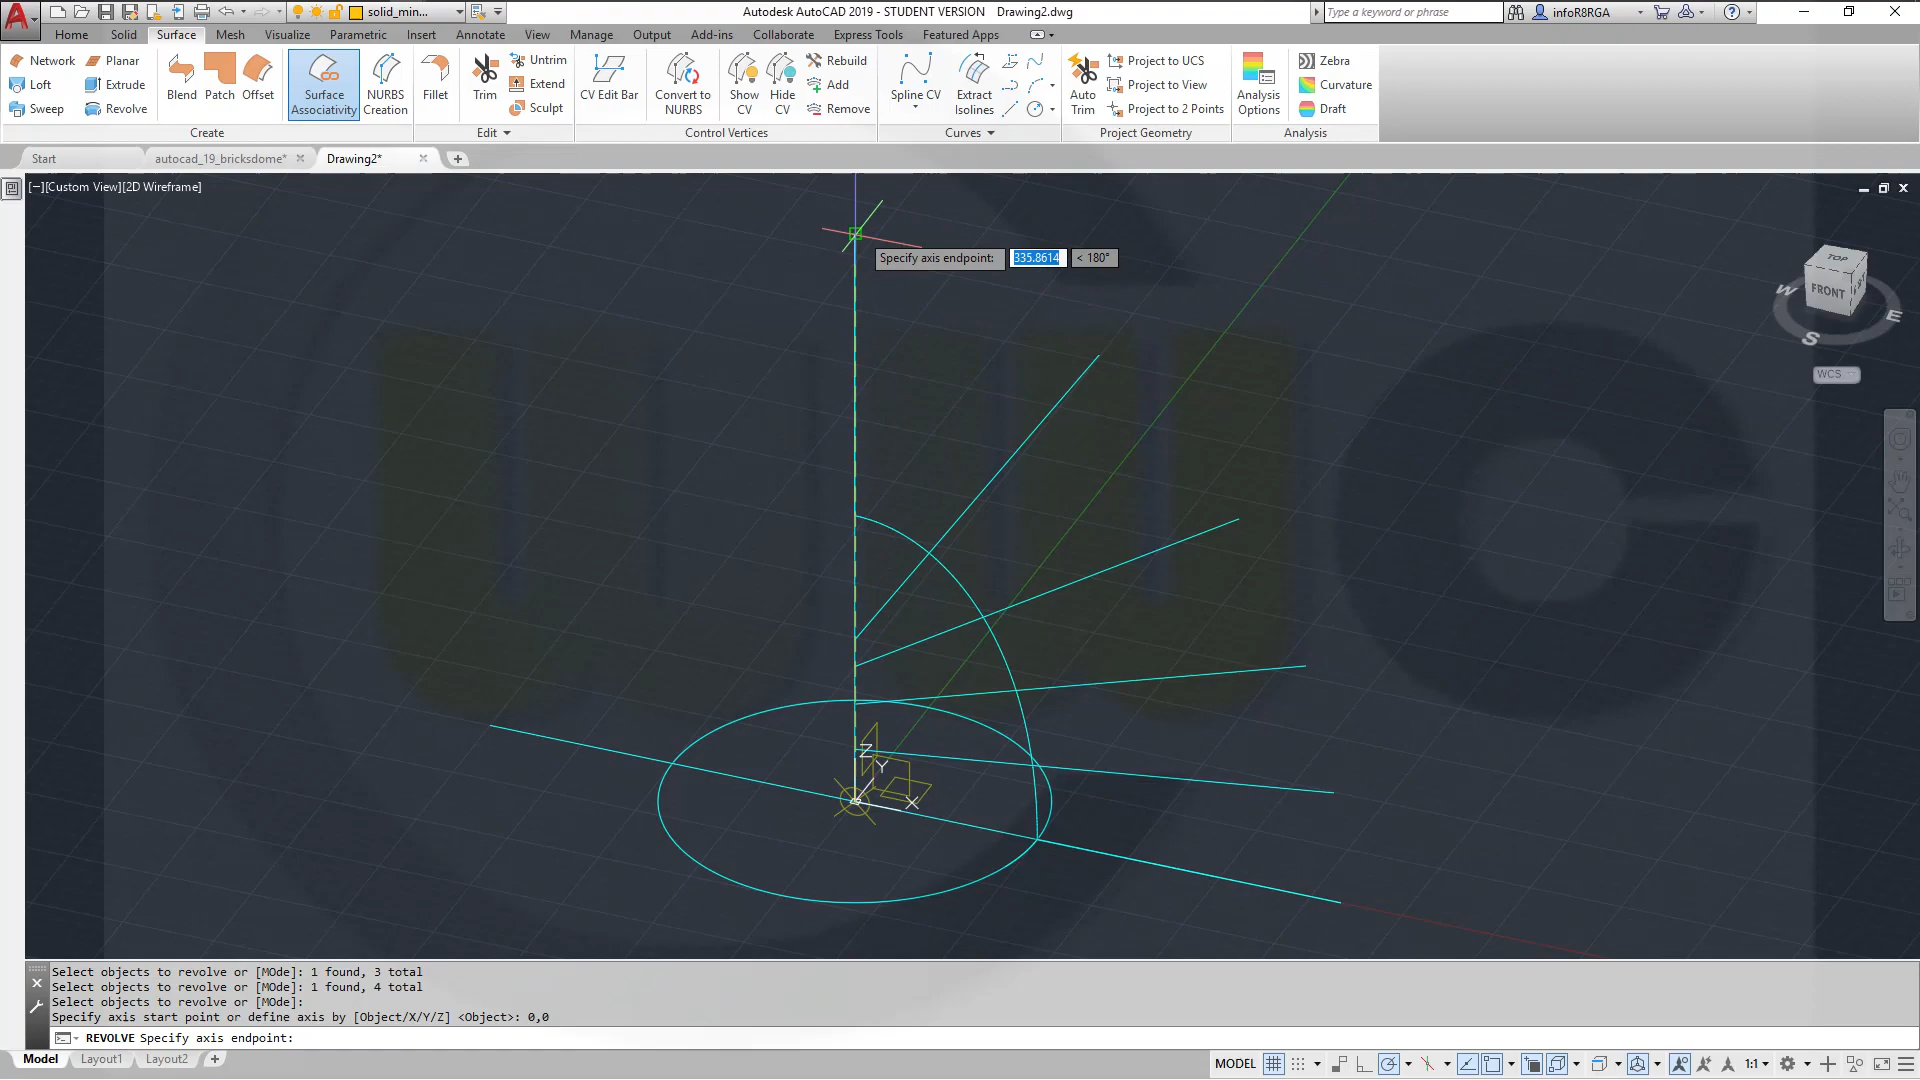 solid_min...
Autodesk AutoCAD 2019 - STUDENT VERSION Drawing2.dwg
Type a keyword or phrase
infoR8RGA
Home Solid Surface Mesh Visualize Parametric Insert Annotate View Manage Output Add-ins Collaborate Express Tools Featured Apps
Network Planar
Loft Extrude
Sweep Revolve
Blend Patch Offset
Surface Associativity
NURBS Creation
Create
Fillet
Trim
Untrim
Extend
Sculpt
Edit
CV Edit Bar
Convert to NURBS
Show CV
Hide CV
Rebuild
Add
Remove
Control Vertices
Spline CV
Extract Isolines
Curves
Auto Trim
Project to UCS
Project to View
Project to 2 Points
Project Geometry
Analysis Options
Zebra
Curvature
Draft
Analysis
Start autocad_19_bricksdome* Drawing2*
[−][Custom View][2D Wireframe]
Specify axis endpoint: 335.8614 < 180°
TOP
FRONT
W
E
S
WCS
Z
Y
X
Select objects to revolve or [MOde]: 1 found, 3 total
Select objects to revolve or [MOde]: 1 found, 4 total
Select objects to revolve or [MOde]:
Specify axis start point or define axis by [Object/X/Y/Z] <Object>: 0,0
REVOLVE Specify axis endpoint:
Model Layout1 Layout2
MODEL
1:1